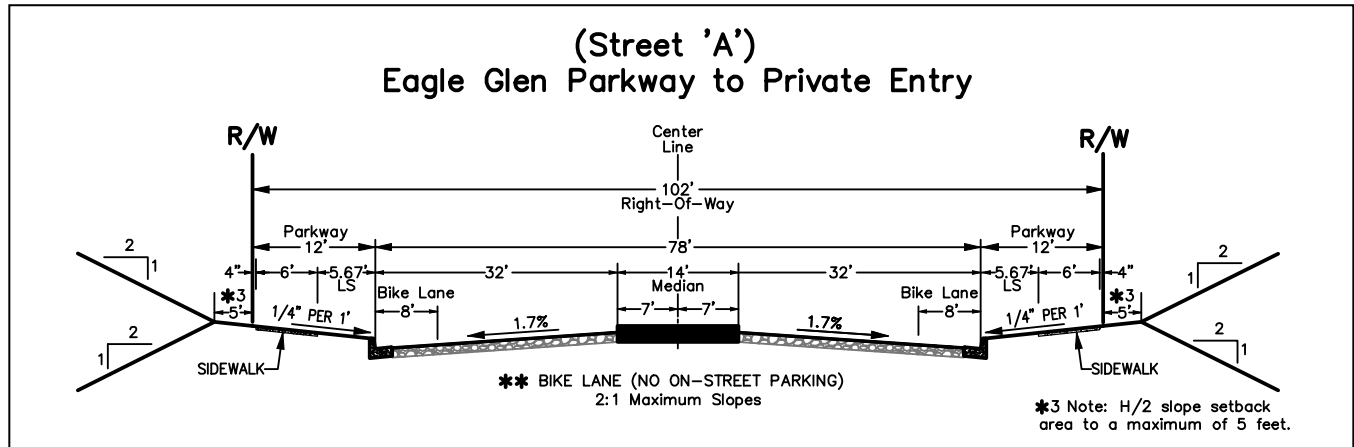 (Street 'A')
Eagle Glen Parkway to Private Entry
R/W
Center
Line
R/W
102'
Right-Of-Way
Parkway
12'
78'
Parkway
12'
2
1
4"
6'
5.67'
LS
32'
14'
Median
32'
5.67'
LS
6'
4"
2
1
✱3
5'
Bike Lane
8'
7'
7'
Bike Lane
8'
✱3
5'
1/4" PER 1'
1.7%
1.7%
1/4" PER 1'
2
1
2
1
SIDEWALK
SIDEWALK
✱✱ BIKE LANE (NO ON-STREET PARKING)
2:1 Maximum Slopes
✱3 Note: H/2 slope setback
area to a maximum of 5 feet.